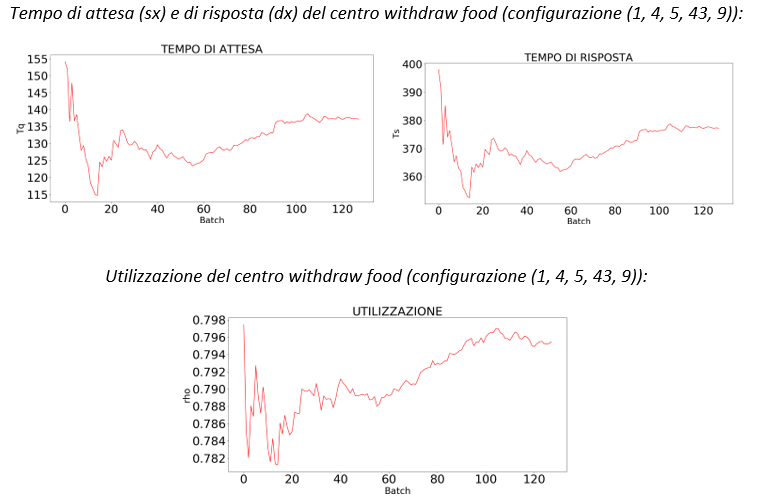 Tempo di attesa (sx) e di risposta (dx) del centro withdraw food (configurazione (1, 4, 5, 43, 9)):
TEMPO DI ATTESA
155
150
145
140
135
130
125
120
115
Tq
0 20 40 60 80 100 120
Batch
TEMPO DI RISPOSTA
400
390
380
370
360
Ts
0 20 40 60 80 100 120
Batch
Utilizzazione del centro withdraw food (configurazione (1, 4, 5, 43, 9)):
UTILIZZAZIONE
0.798
0.796
0.794
0.792
0.790
0.788
0.786
0.784
0.782
rho
0 20 40 60 80 100 120
Batch